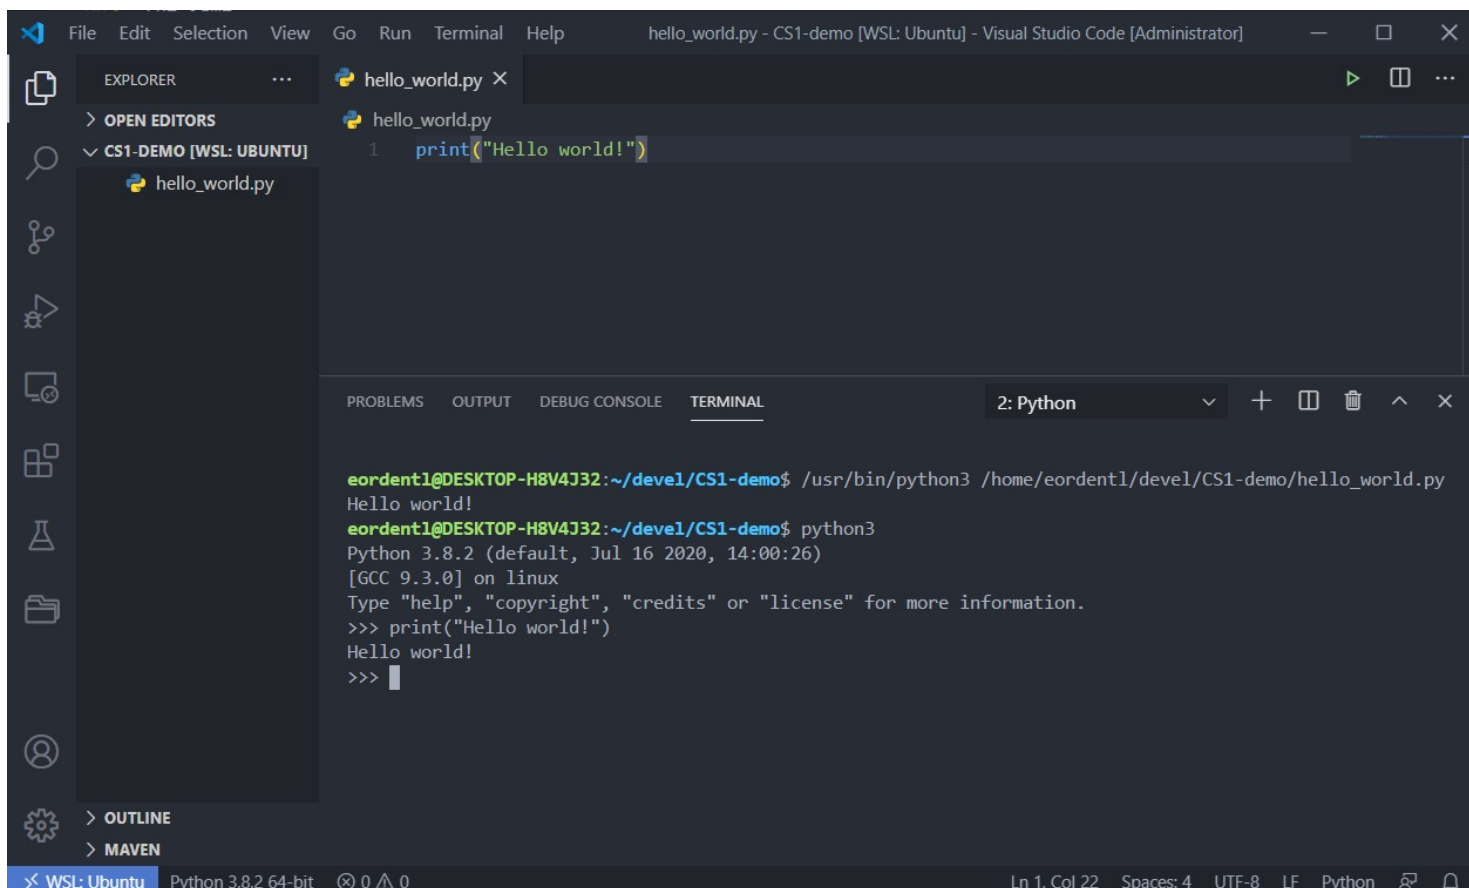 File Edit Selection View Go Run Terminal Help hello_world.py - CS1-demo [WSL: Ubuntu] - Visual Studio Code [Administrator]
EXPLORER
OPEN EDITORS
CS1-DEMO [WSL: UBUNTU]
hello_world.py
OUTLINE
MAVEN
hello_world.py
hello_world.py
1 print("Hello world!")
PROBLEMS OUTPUT DEBUG CONSOLE TERMINAL 2: Python
eordentl@DESKTOP-H8V4J32:~/devel/CS1-demo$ /usr/bin/python3 /home/eordentl/devel/CS1-demo/hello_world.py
Hello world!
eordentl@DESKTOP-H8V4J32:~/devel/CS1-demo$ python3
Python 3.8.2 (default, Jul 16 2020, 14:00:26)
[GCC 9.3.0] on linux
Type "help", "copyright", "credits" or "license" for more information.
>>> print("Hello world!")
Hello world!
>>>
WSL: Ubuntu Python 3.8.2 64-bit 0 0 Ln 1, Col 22 Spaces: 4 UTF-8 LF Python